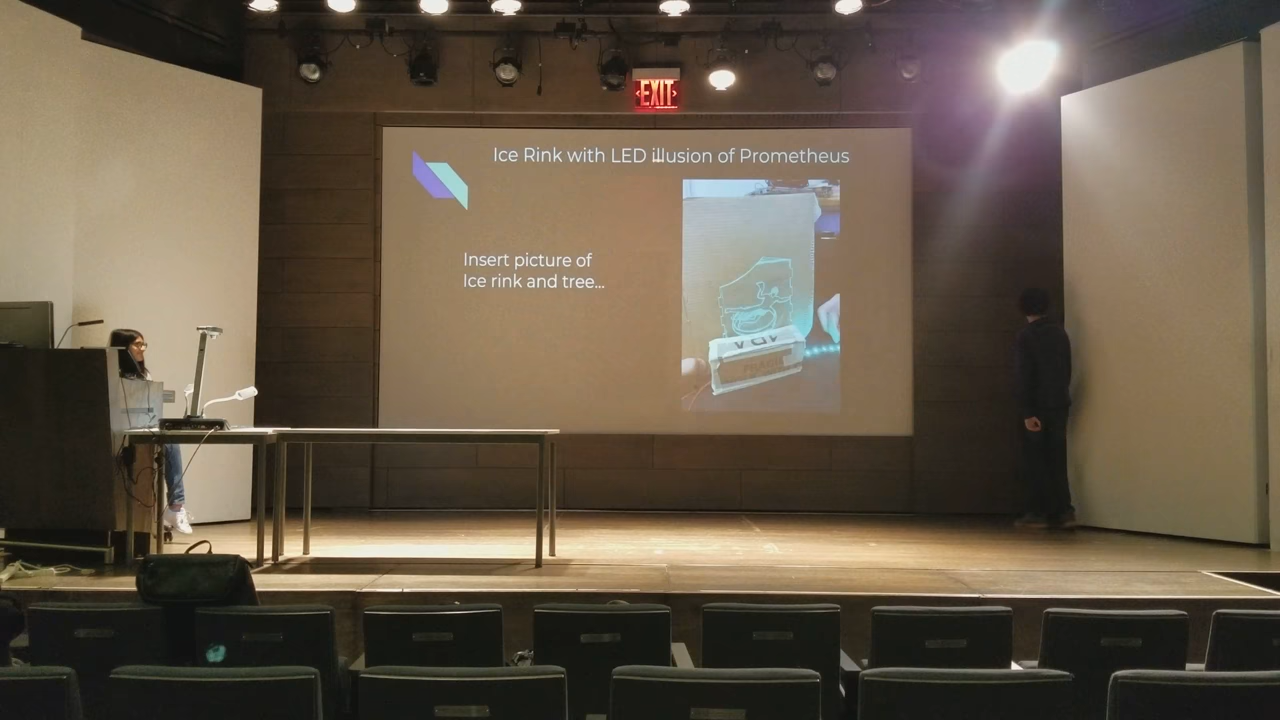 EXIT
Ice Rink with LED illusion of Prometheus
Insert picture of
Ice rink and tree...